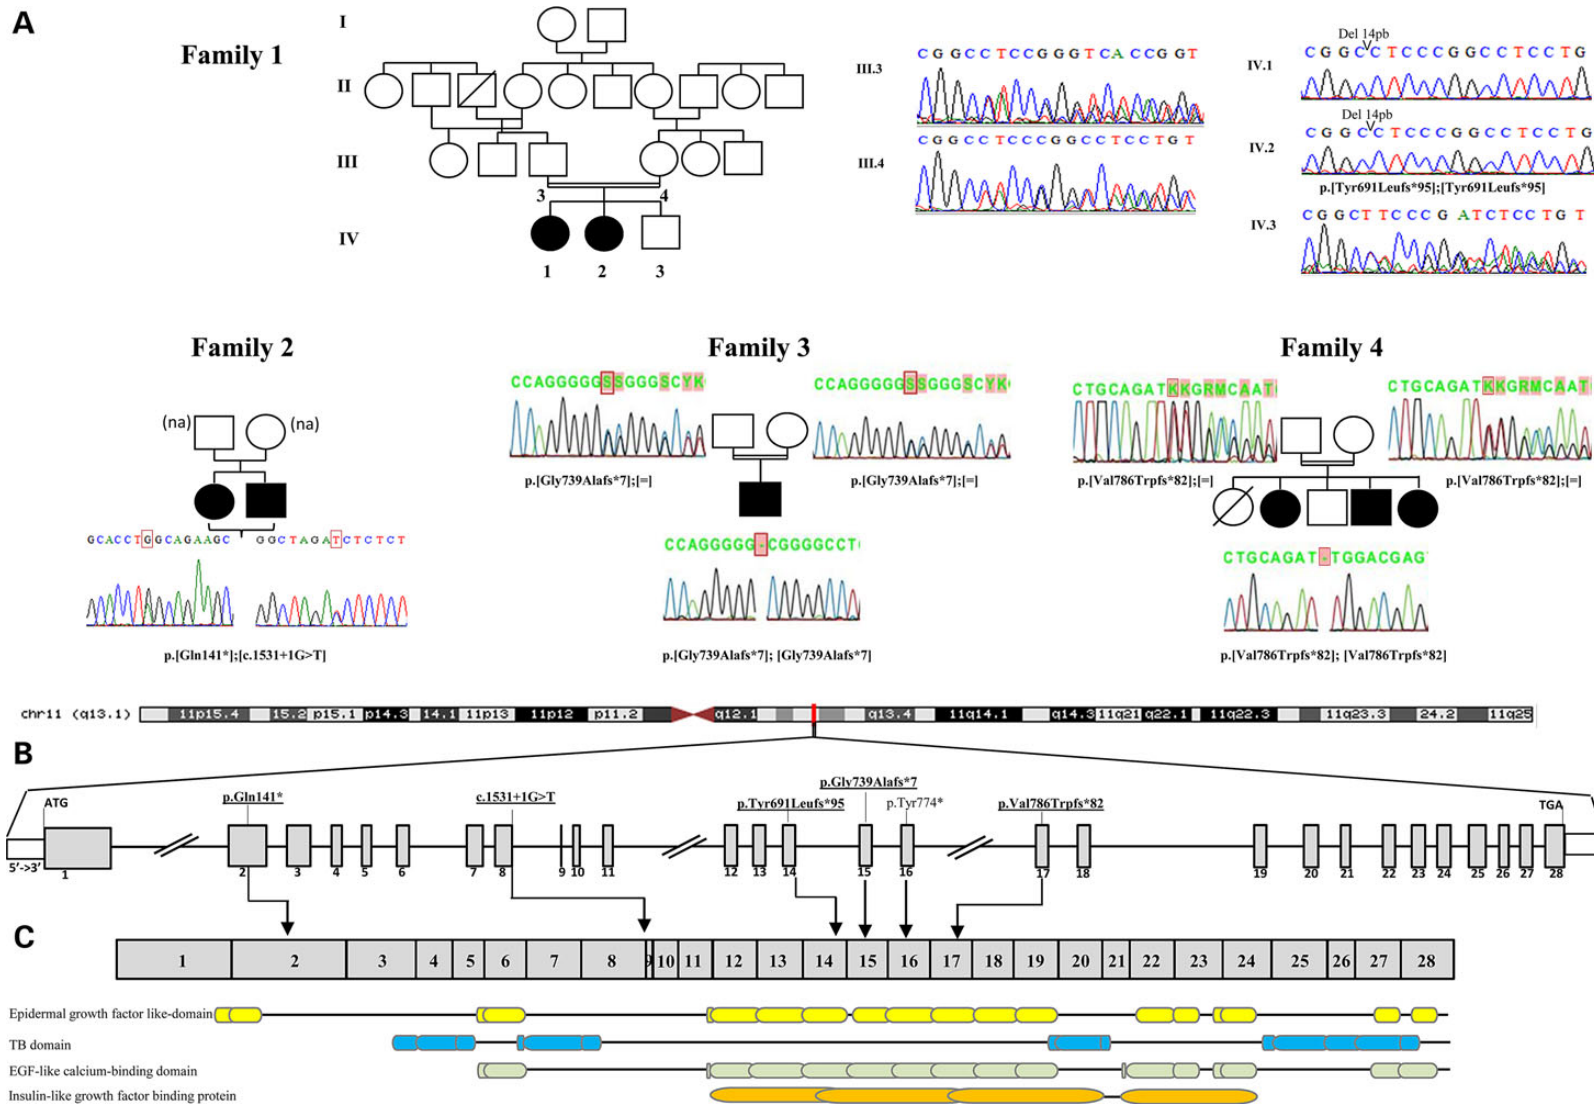 A
Family 1
I
II
III
IV
3
4
1
2
3
III.3
C G G C C T C C G G G T C A C C G G T
III.4
C G G C C T C C C G G C C T C C T G T
IV.1
Del 14pb
C G G C C T C C C G G C C T C C T G
IV.2
Del 14pb
C G G C C T C C C G G C C T C C T G
p.[Tyr691Leufs*95];[Tyr691Leufs*95]
IV.3
C G G C T T C C C G A T C T C C T G T
Family 2
(na)
(na)
GCACCTGGCAGAAGC
GGCTAGATCTCTCT
p.[Gln141*];[c.1531+1G>T]
Family 3
CCAGGGGGSSGGGSCYK
CCAGGGGGSSGGGSCYK
p.[Gly739Alafs*7];[=]
p.[Gly739Alafs*7];[=]
CCAGGGGG-CGGGGCCT
p.[Gly739Alafs*7]; [Gly739Alafs*7]
Family 4
CTGCAGATKKGRMCAAT
CTGCAGATKKGRMCAAT
p.[Val786Trpfs*82];[=]
p.[Val786Trpfs*82];[=]
CTGCAGAT-TGGACGAG
p.[Val786Trpfs*82]; [Val786Trpfs*82]
chr11 (q13.1)
11p15.4 15.2 p15.1 p14.3 14.1 11p13 11p12 p11.2 q12.1 q13.4 11q14.1 q14.3 11q21 q22.1 11q22.3 11q23.3 24.2 11q25
B
ATG
p.Gln141*
c.1531+1G>T
p.Tyr691Leufs*95
p.Gly739Alafs*7
p.Tyr774*
p.Val786Trpfs*82
TGA
5’->3’
1 2 3 4 5 6 7 8 9 10 11 12 13 14 15 16 17 18 19 20 21 22 23 24 25 26 27 28
C
1 2 3 4 5 6 7 8 9 10 11 12 13 14 15 16 17 18 19 20 21 22 23 24 25 26 27 28
Epidermal growth factor like-domain
TB domain
EGF-like calcium-binding domain
Insulin-like growth factor binding protein